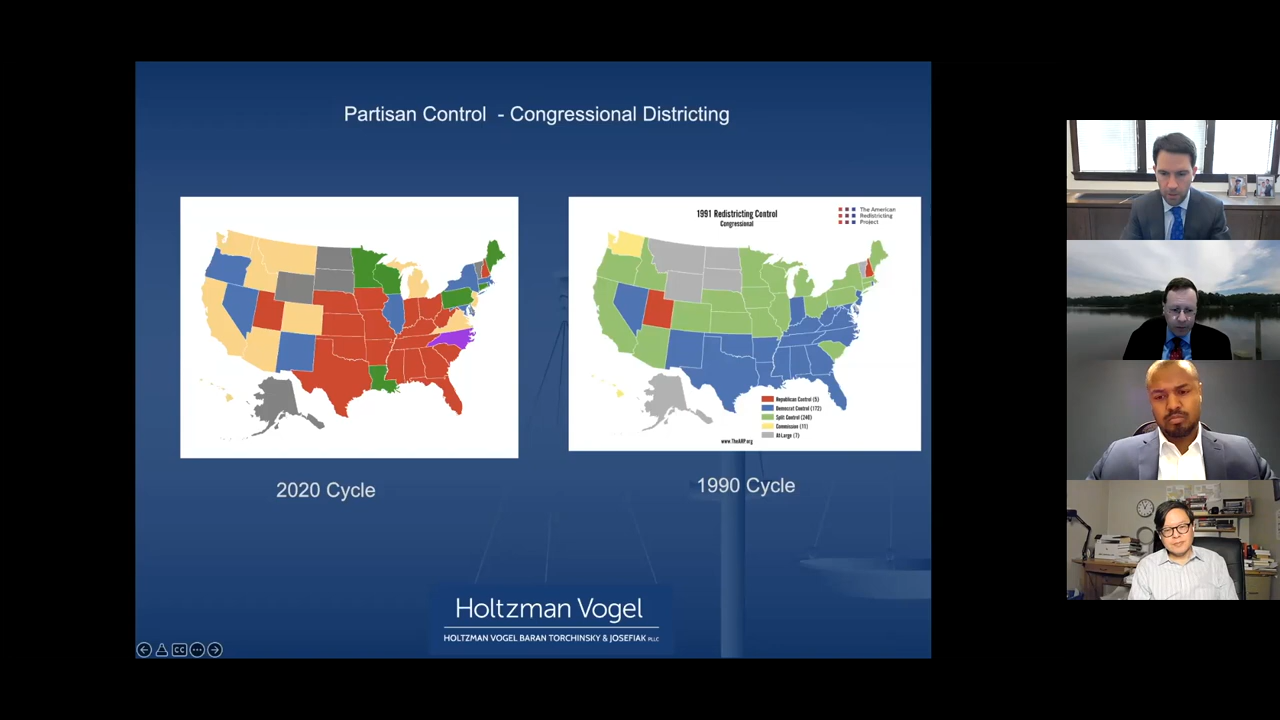 Partisan Control - Congressional Districting
1991 Redistricting Control
Congressional
The American
Redistricting
Project
Republican Control (5)
Democrat Control (172)
Split Control (240)
Commission (11)
At Large (7)
www.TheARP.org
2020 Cycle
1990 Cycle
Holtzman Vogel
HOLTZMAN VOGEL BARAN TORCHINSKY & JOSEFIAK PLLC
CC